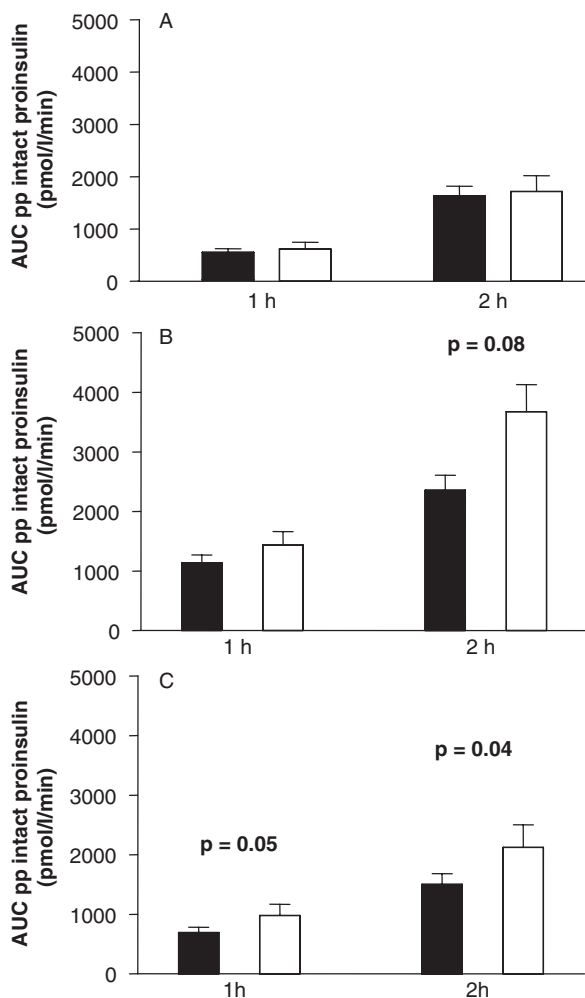 A
AUC pp intact proinsulin
(pmol/l/min)
5000
4000
3000
2000
1000
0
1 h
2 h
B
p = 0.08
AUC pp intact proinsulin
(pmol/l/min)
5000
4000
3000
2000
1000
0
1 h
2 h
C
p = 0.04
p = 0.05
AUC pp intact proinsulin
(pmol/l/min)
5000
4000
3000
2000
1000
0
1h
2h